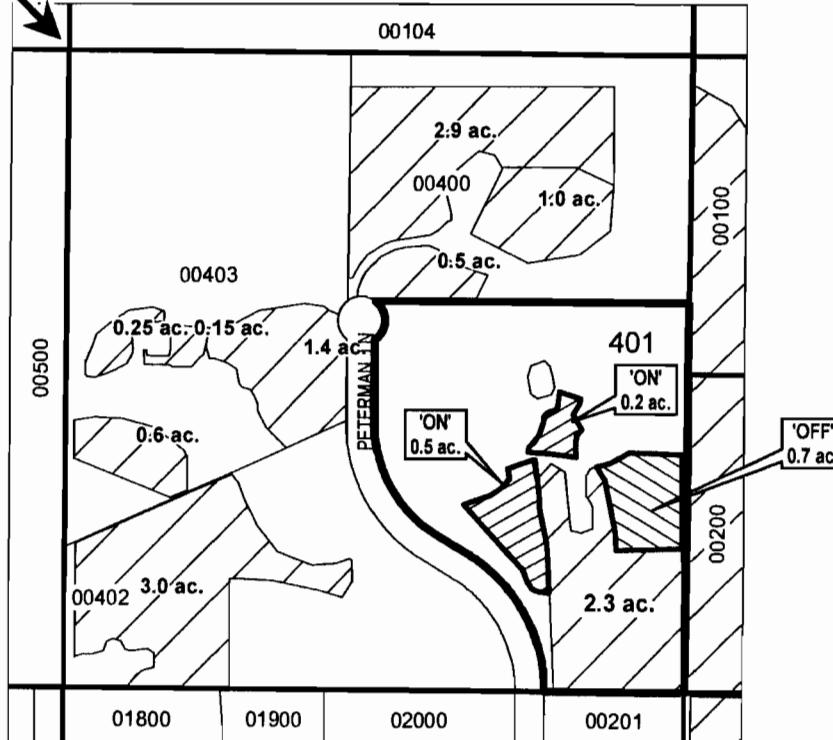 00104
2.9 ac.
00400
1.0 ac.
00100
0.5 ac.
00403
0.25 ac.
0.15 ac.
1.4 ac.
PETERMAN LN
401
00500
'ON'
0.2 ac.
'ON'
0.5 ac.
'OFF'
0.7 ac
0.6 ac.
00200
00402
3.0 ac.
2.3 ac.
01800
01900
02000
00201